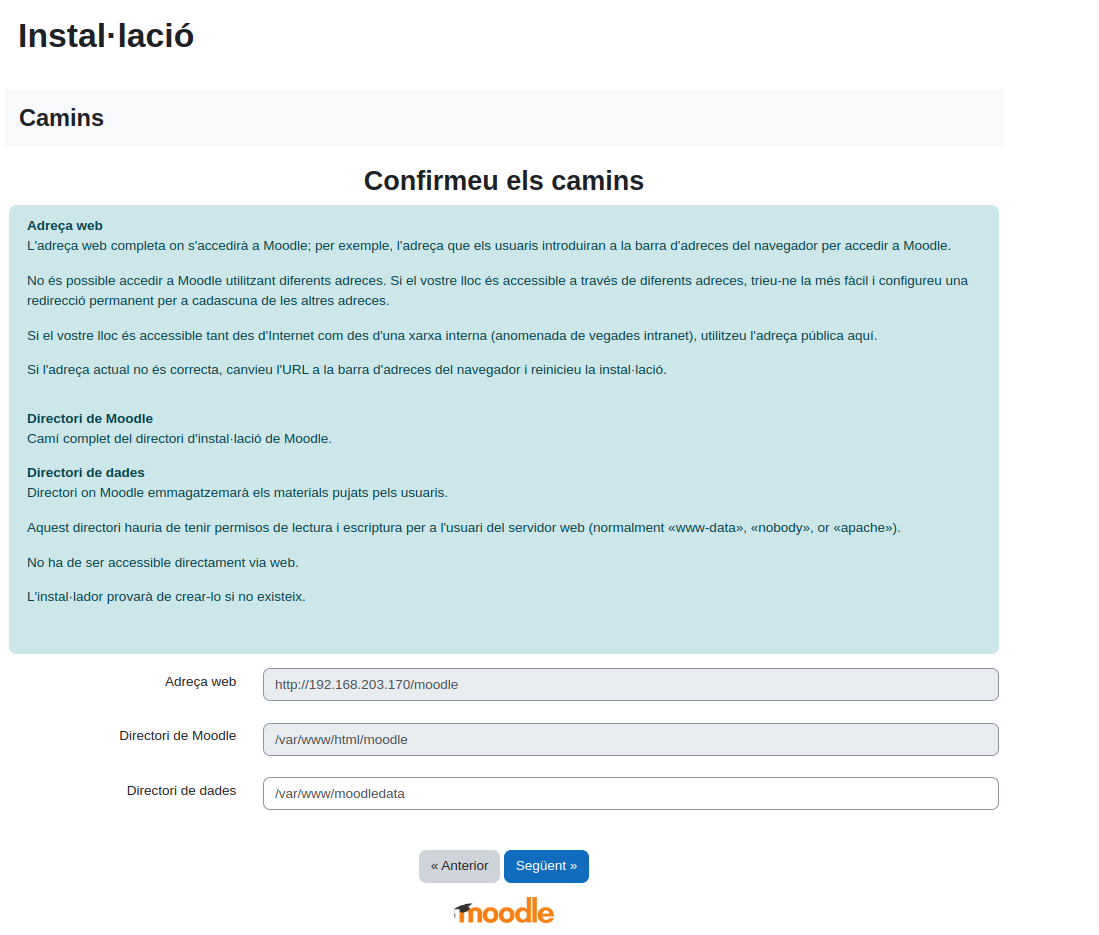 Instal·lació
Camins
Confirmeu els camins
Adreça web
L'adreça web completa on s'accedirà a Moodle; per exemple, l'adreça que els usuaris introduiran a la barra d'adreces del navegador per accedir a Moodle.
No és possible accedir a Moodle utilitzant diferents adreces. Si el vostre lloc és accessible a través de diferents adreces, trieu-ne la més fàcil i configureu una
redirecció permanent per a cadascuna de les altres adreces.
Si el vostre lloc és accessible tant des d'Internet com des d'una xarxa interna (anomenada de vegades intranet), utilitzeu l'adreça pública aquí.
Si l'adreça actual no és correcta, canvieu l'URL a la barra d'adreces del navegador i reinicieu la instal·lació.
Directori de Moodle
Camí complet del directori d'instal·lació de Moodle.
Directori de dades
Directori on Moodle emmagatzemarà els materials pujats pels usuaris.
Aquest directori hauria de tenir permisos de lectura i escriptura per a l'usuari del servidor web (normalment «www-data», «nobody», or «apache»).
No ha de ser accessible directament via web.
L'instal·lador provarà de crear-lo si no existeix.
Adreça web http://192.168.203.170/moodle
Directori de Moodle /var/www/html/moodle
Directori de dades /var/www/moodledata
« Anterior Següent »
moodle